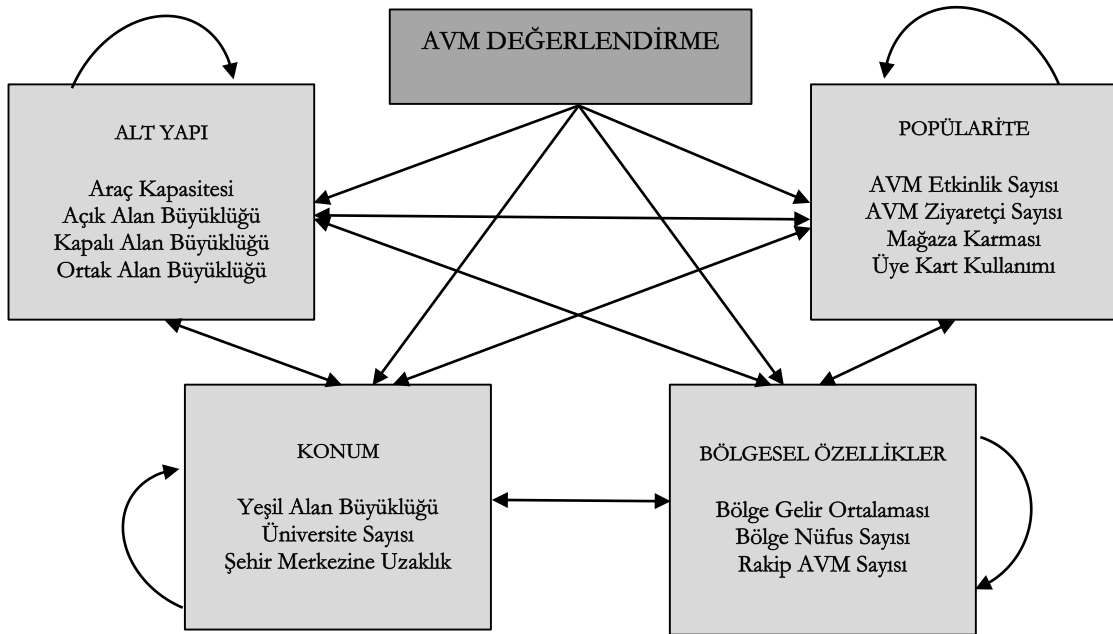 AVM DEĞERLENDİRME
ALT YAPI
Araç Kapasitesi
Açık Alan Büyüklüğü
Kapalı Alan Büyüklüğü
Ortak Alan Büyüklüğü
POPÜLARİTE
AVM Etkinlik Sayısı
AVM Ziyaretçi Sayısı
Mağaza Karması
Üye Kart Kullanımı
KONUM
Yeşil Alan Büyüklüğü
Üniversite Sayısı
Şehir Merkezine Uzaklık
BÖLGESEL ÖZELLİKLER
Bölge Gelir Ortalaması
Bölge Nüfus Sayısı
Rakip AVM Sayısı